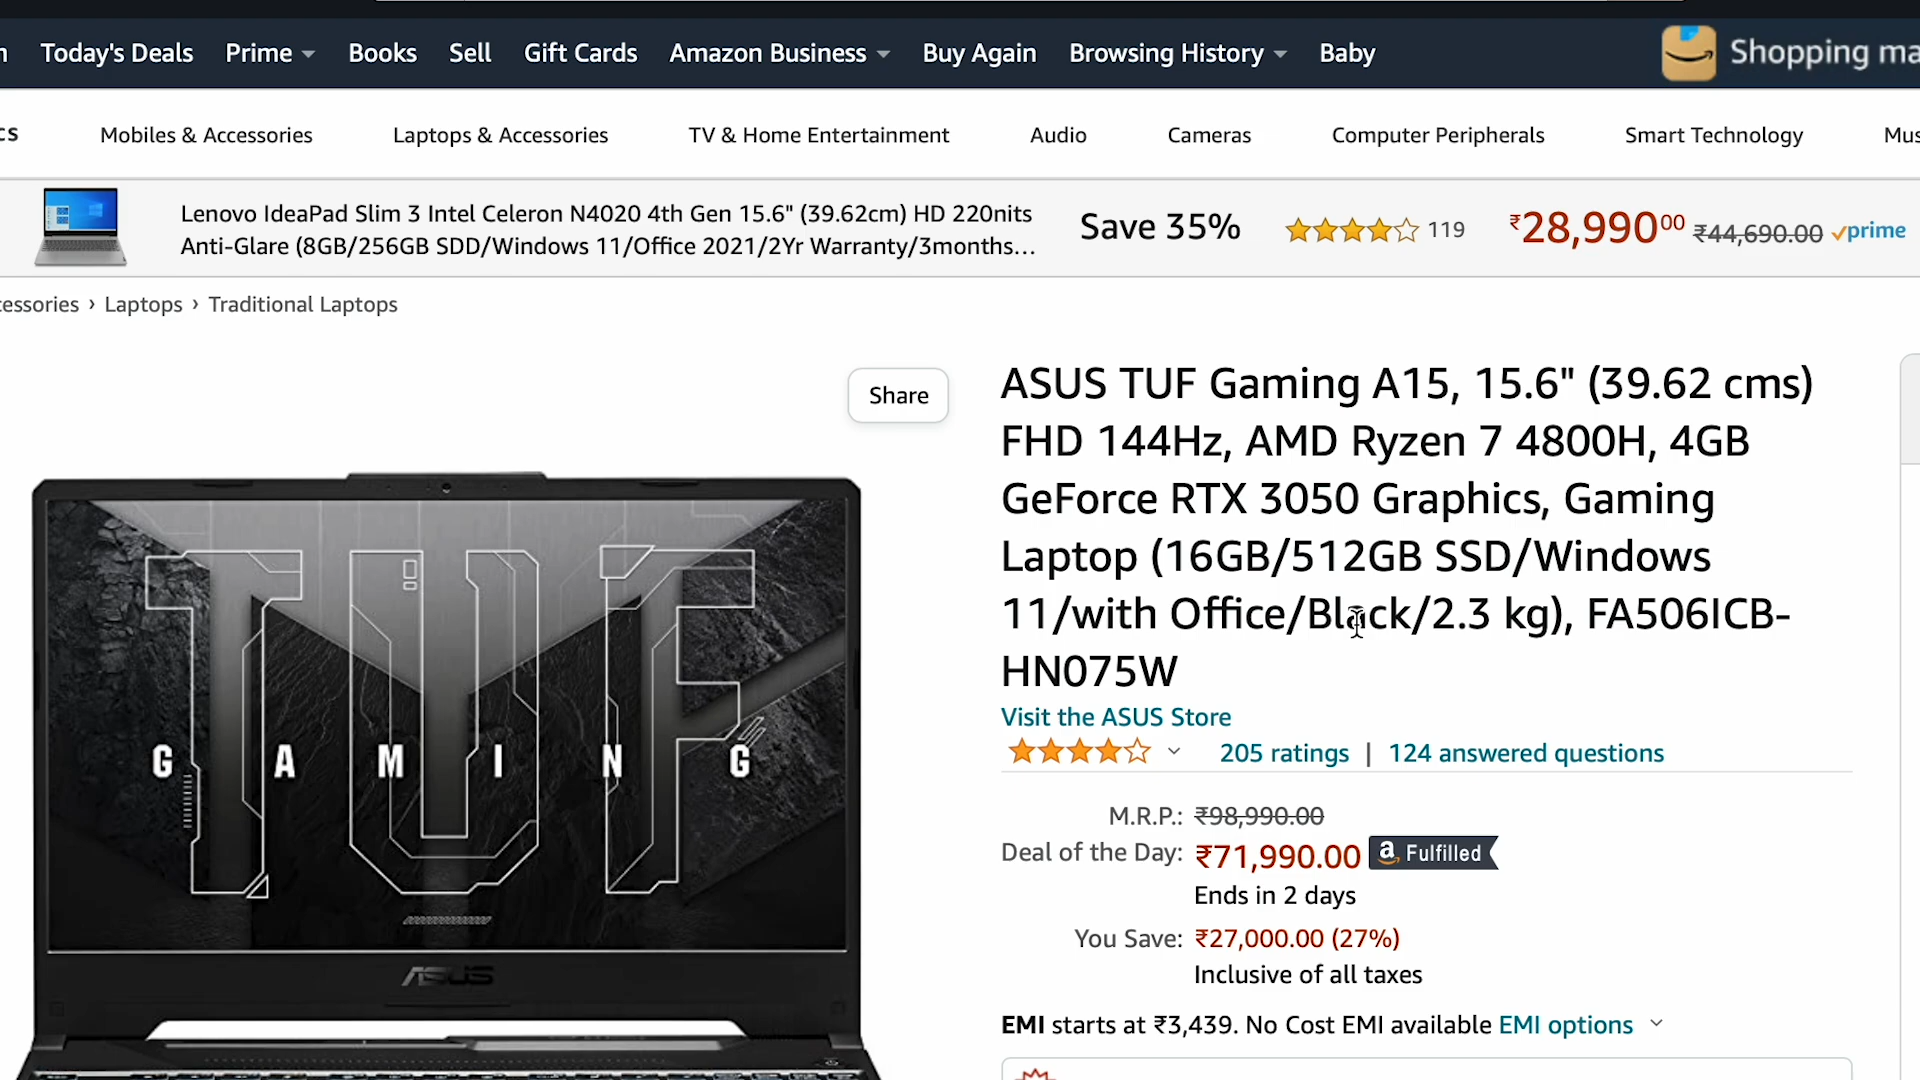 Today's Deals Prime Books Sell Gift Cards Amazon Business Buy Again Browsing History Baby Shopping
Mobiles & Accessories Laptops & Accessories TV & Home Entertainment Audio Cameras Computer Peripherals Smart Technology
Lenovo IdeaPad Slim 3 Intel Celeron N4020 4th Gen 15.6" (39.62cm) HD 220nits
Anti-Glare (8GB/256GB SDD/Windows 11/Office 2021/2Yr Warranty/3months...
Save 35% 119 ₹28,99000 ₹44,690.00 prime
› Laptops › Traditional Laptops
Share
ASUS TUF Gaming A15, 15.6" (39.62 cms)
FHD 144Hz, AMD Ryzen 7 4800H, 4GB
GeForce RTX 3050 Graphics, Gaming
Laptop (16GB/512GB SSD/Windows
11/with Office/Black/2.3 kg), FA506ICB-
HN075W
Visit the ASUS Store
205 ratings | 124 answered questions
M.R.P.: ₹98,990.00
Deal of the Day: ₹71,990.00 a Fulfilled
Ends in 2 days
You Save: ₹27,000.00 (27%)
Inclusive of all taxes
EMI starts at ₹3,439. No Cost EMI available EMI options
TUF
GAMING
ASUS